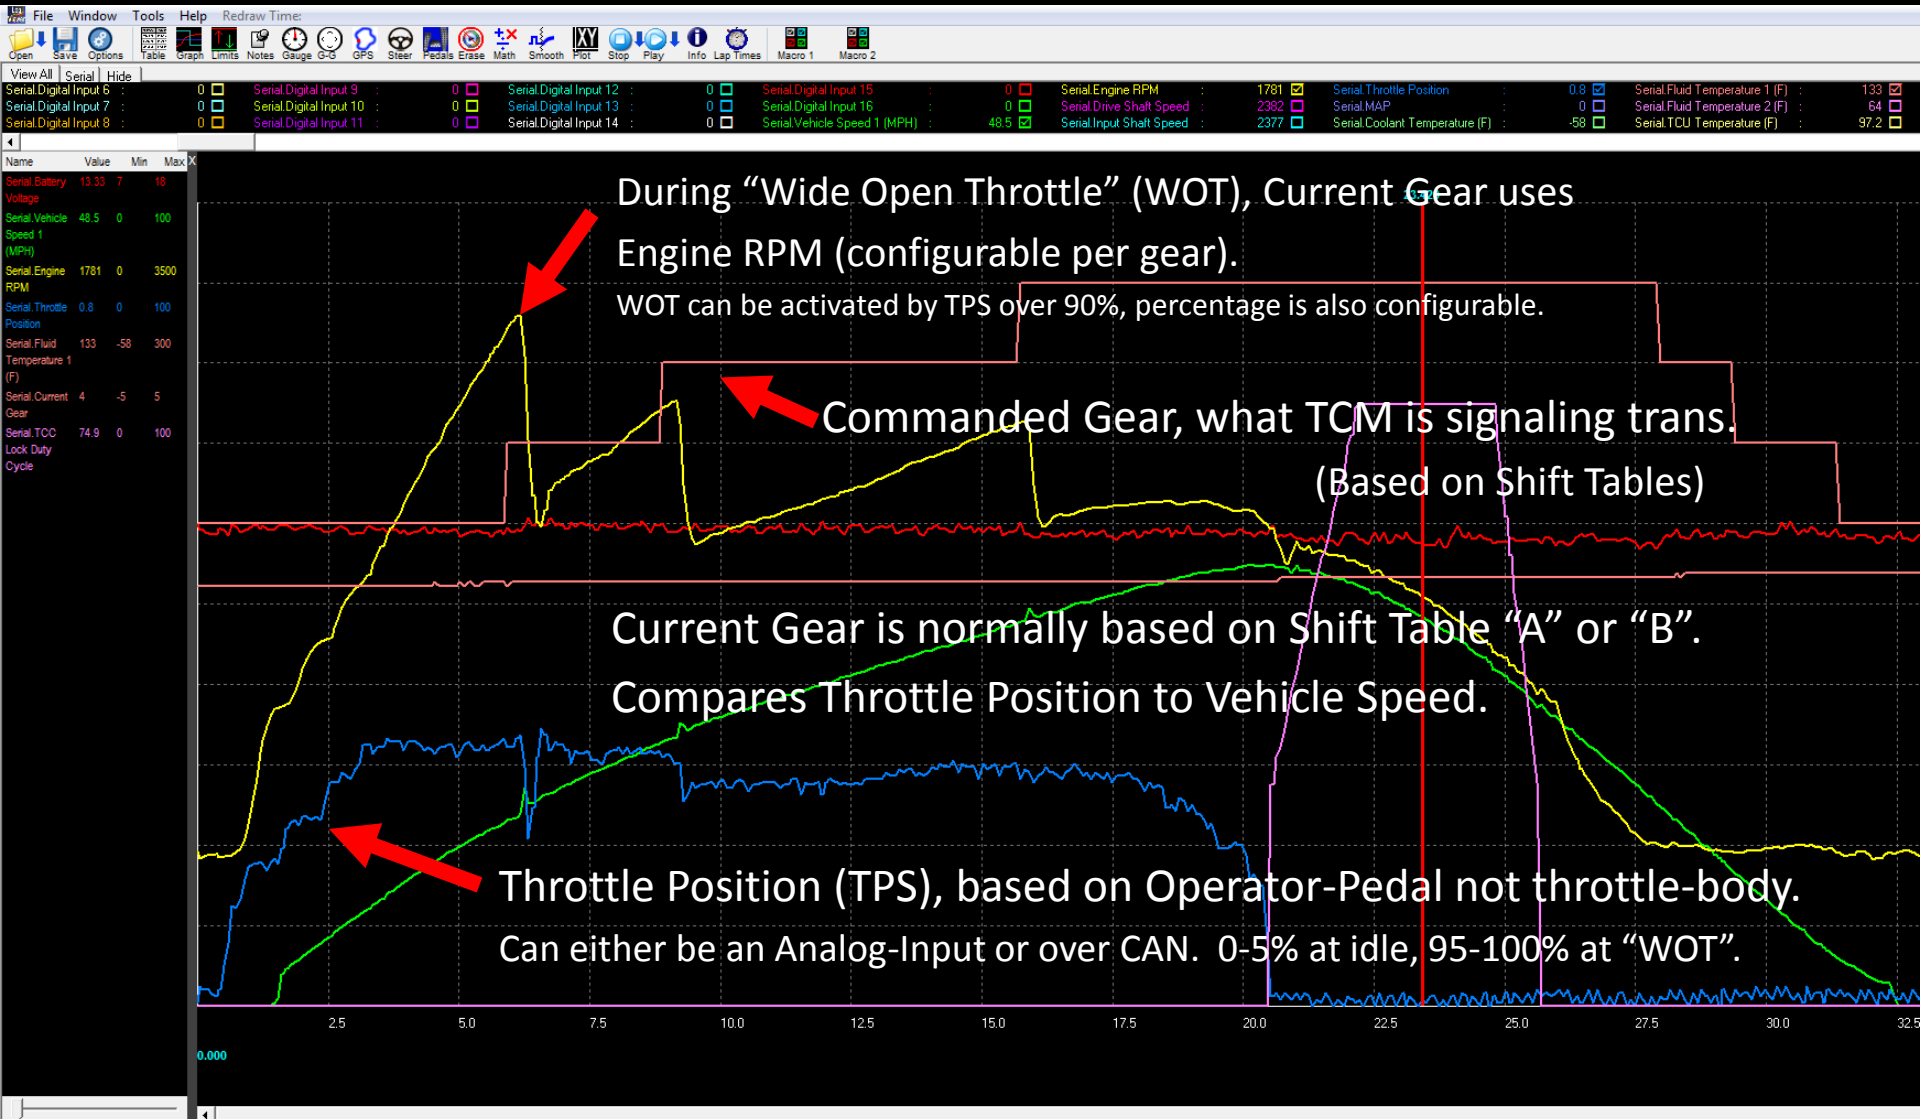 File Window Tools Help Redraw Time:
Open Save Options Table Graph Limits Notes Gauge G-G GPS Steer Pedals Erase Math Smooth Plot Stop Play Info Lap Times Macro 1 Macro 2
View All Serial Hide
Serial.Digital Input 6 : 0 Serial.Digital Input 9 : 0 Serial.Digital Input 12 : 0 Serial.Digital Input 15 : 0 Serial.Engine RPM : 1781 Serial.Throttle Position : 0.8 Serial.Fluid Temperature 1 (F) : 133
Serial.Digital Input 7 : 0 Serial.Digital Input 10 : 0 Serial.Digital Input 13 : 0 Serial.Digital Input 16 : 0 Serial.Drive Shaft Speed : 2382 Serial.MAP : 0 Serial.Fluid Temperature 2 (F) : 64
Serial.Digital Input 8 : 0 Serial.Digital Input 11 : 0 Serial.Digital Input 14 : 0 Serial.Vehicle Speed 1 (MPH) : 48.5 Serial.Input Shaft Speed : 2377 Serial.Coolant Temperature (F) : -58 Serial.TCU Temperature (F) : 97.2
Name Value Min Max X
Serial.Battery 13.33 7 18
Voltage
Serial.Vehicle 48.5 0 100
Speed 1
(MPH)
Serial.Engine 1781 0 3500
RPM
Serial.Throttle 0.8 0 100
Position
Serial.Fluid 133 -58 300
Temperature 1
(F)
Serial.Current 4 -5 5
Gear
Serial.TCC 74.9 0 100
Lock Duty
Cycle
During “Wide Open Throttle” (WOT), Current Gear uses
Engine RPM (configurable per gear).
WOT can be activated by TPS over 90%, percentage is also configurable.
Commanded Gear, what TCM is signaling trans.
(Based on Shift Tables)
Current Gear is normally based on Shift Table “A” or “B”.
Compares Throttle Position to Vehicle Speed.
Throttle Position (TPS), based on Operator-Pedal not throttle-body.
Can either be an Analog-Input or over CAN. 0-5% at idle, 95-100% at “WOT”.
2.5 5.0 7.5 10.0 12.5 15.0 17.5 20.0 22.5 25.0 27.5 30.0 32.5
0.000